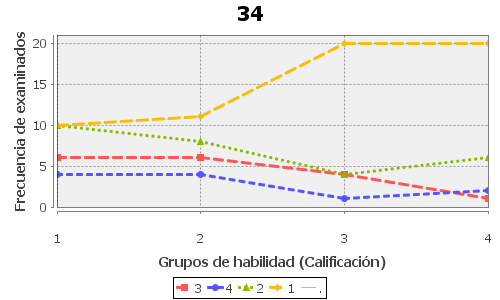 34
Frecuencia de examinados
20
15
10
5
0
1 2 3 4
Grupos de habilidad (Calificación)
3 4 2 1 .